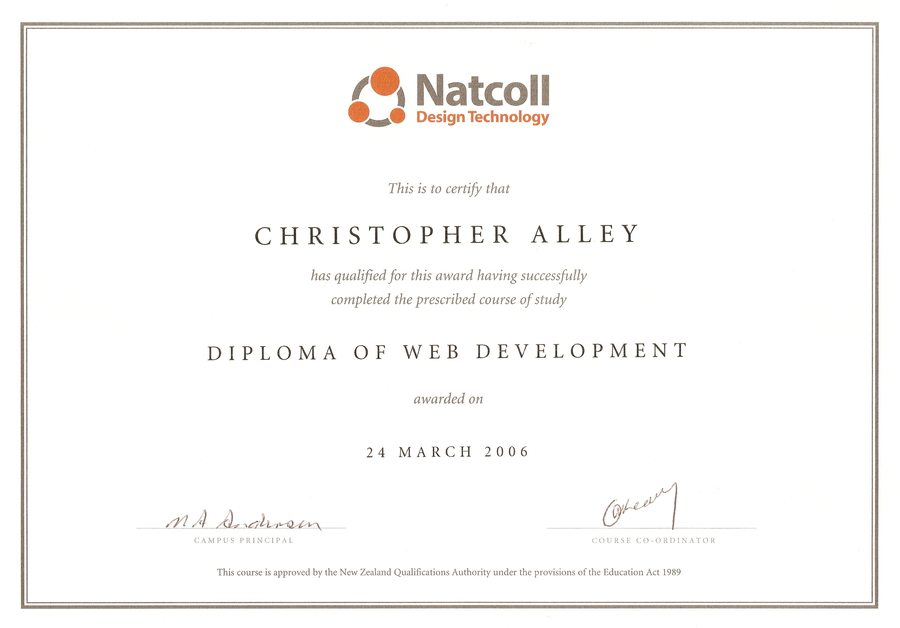 Natcoll
Design Technology
This is to certify that
CHRISTOPHER ALLEY
has qualified for this award having successfully
completed the prescribed course of study
DIPLOMA OF WEB DEVELOPMENT
awarded on
24 MARCH 2006
N A Anderson
CAMPUS PRINCIPAL
COURSE CO-ORDINATOR
This course is approved by the New Zealand Qualifications Authority under the provisions of the Education Act 1989